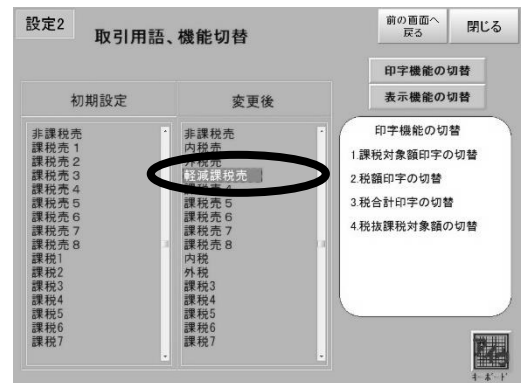 設定2
取引用語、機能切替
前の画面へ
戻る
閉じる
印字機能の切替
表示機能の切替
初期設定
変更後
非課税売
課税売1
課税売2
課税売3
課税売4
課税売5
課税売6
課税売7
課税売8
課税1
課税2
課税3
課税4
課税5
課税6
課税7
非課税売
内税売
外税売
軽減課税売
課税売4
課税売5
課税売6
課税売7
課税売8
内税
外税
課税3
課税4
課税5
課税6
課税7
印字機能の切替
1.課税対象額印字の切替
2.税額印字の切替
3.税合計印字の切替
4.税抜課税対象額の切替
キーボード